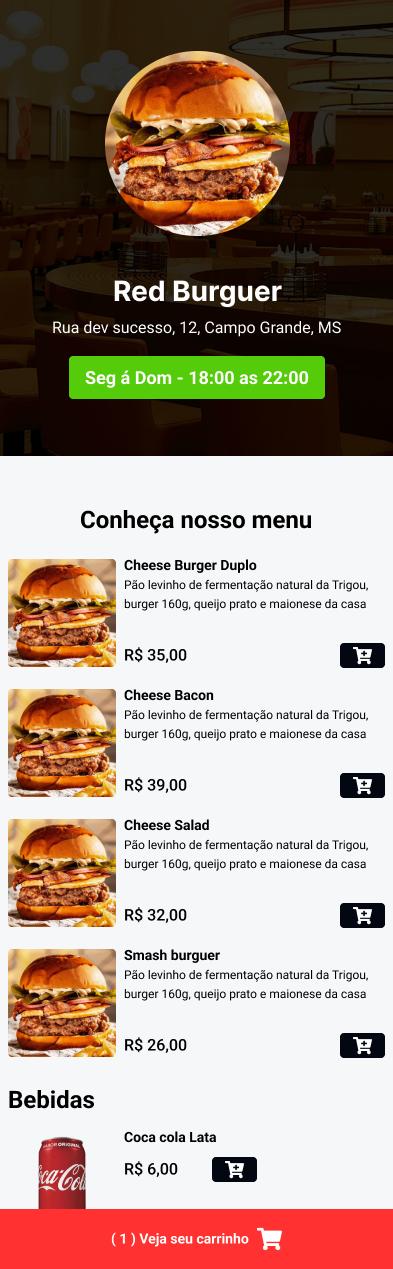 Red Burguer
Rua dev sucesso, 12, Campo Grande, MS
Seg á Dom - 18:00 as 22:00
Conheça nosso menu
Cheese Burger Duplo
Pão levinho de fermentação natural da Trigou,
burger 160g, queijo prato e maionese da casa
R$ 35,00
Cheese Bacon
Pão levinho de fermentação natural da Trigou,
burger 160g, queijo prato e maionese da casa
R$ 39,00
Cheese Salad
Pão levinho de fermentação natural da Trigou,
burger 160g, queijo prato e maionese da casa
R$ 32,00
Smash burguer
Pão levinho de fermentação natural da Trigou,
burger 160g, queijo prato e maionese da casa
R$ 26,00
Bebidas
SABOR ORIGINAL
Coca-Cola
Coca cola Lata
R$ 6,00
( 1 ) Veja seu carrinho